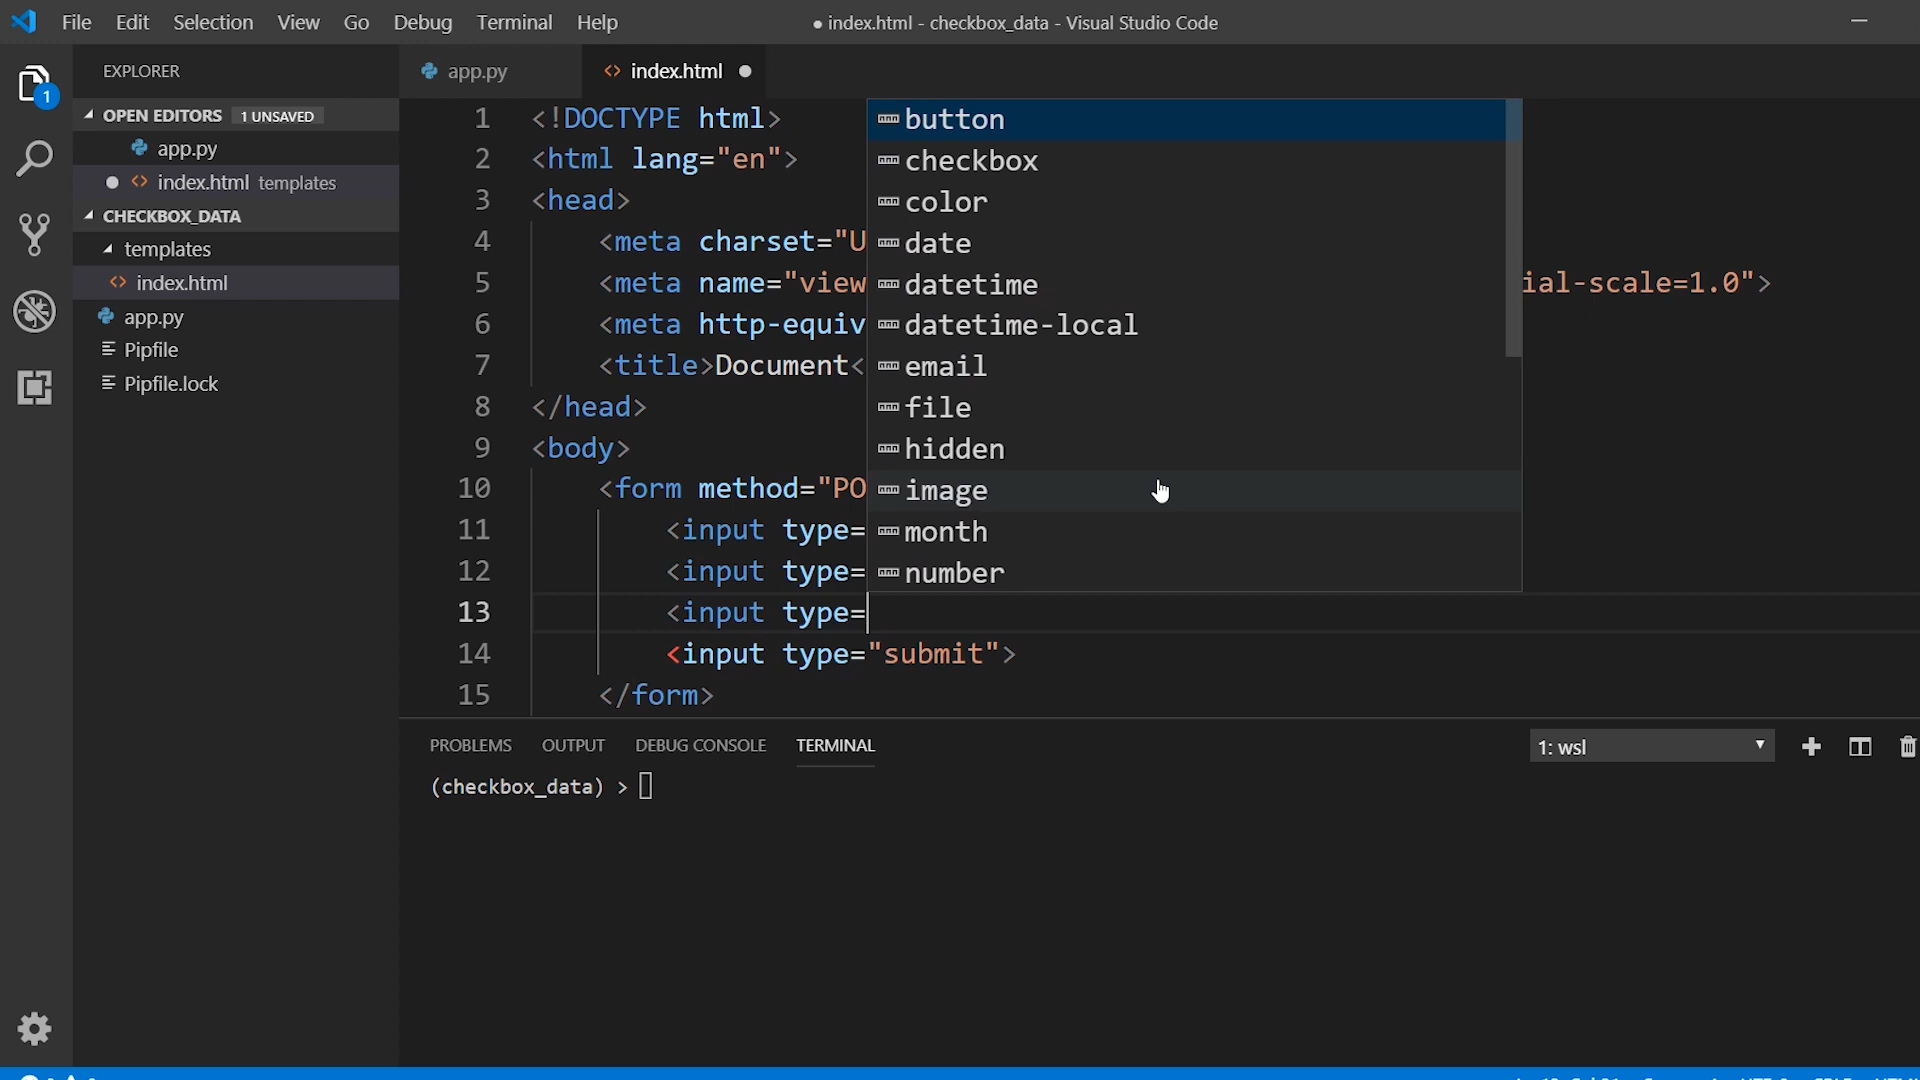 File Edit Selection View Go Debug Terminal Help
● index.html - checkbox_data - Visual Studio Code
EXPLORER
1
OPEN EDITORS 1 UNSAVED
app.py
index.html templates
CHECKBOX_DATA
templates
index.html
app.py
Pipfile
Pipfile.lock
app.py
index.html
1 <!DOCTYPE html>
2 <html lang="en">
3 <head>
4 <meta charset="U
5 <meta name="view ial-scale=1.0">
6 <meta http-equiv
7 <title>Document<
8 </head>
9 <body>
10 <form method="PO
11 <input type=
12 <input type=
13 <input type=
14 <input type="submit">
15 </form>
button
checkbox
color
date
datetime
datetime-local
email
file
hidden
image
month
number
PROBLEMS OUTPUT DEBUG CONSOLE TERMINAL
1: wsl
(checkbox_data) >